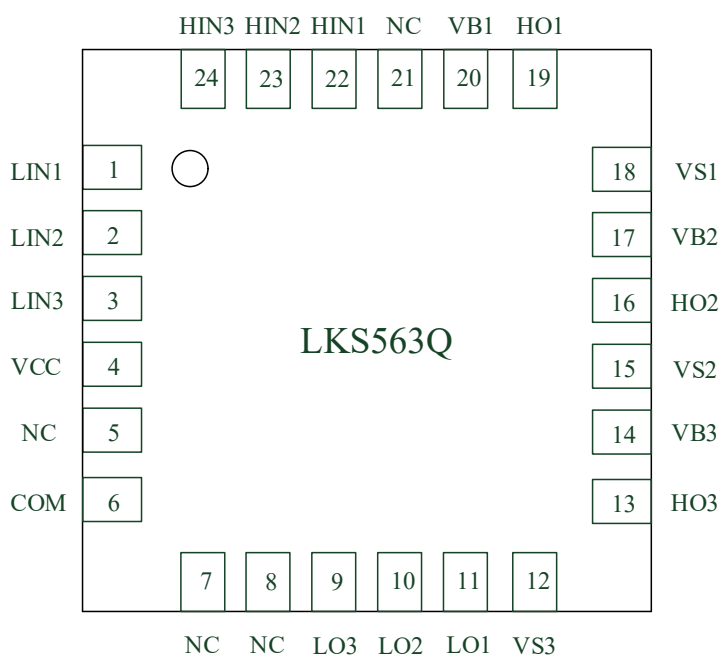 HIN3 HIN2 HIN1 NC VB1 HO1
24 23 22 21 20 19
LIN1 1 18 VS1
LIN2 2 17 VB2
LIN3 3 16 HO2
LKS563Q
VCC 4 15 VS2
NC 5 14 VB3
COM 6 13 HO3
7 8 9 10 11 12
NC NC LO3 LO2 LO1 VS3